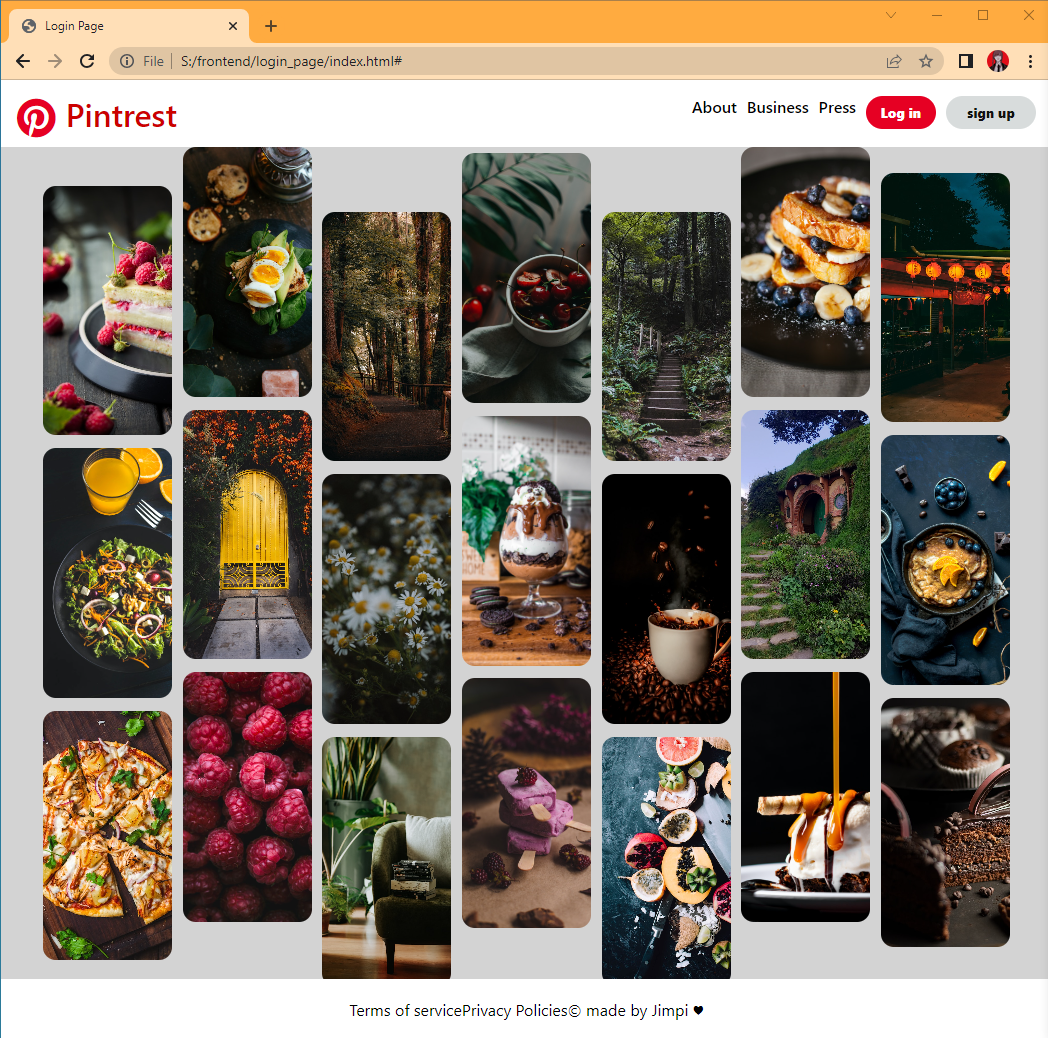 Login Page
File
S:/frontend/login_page/index.html#
Pintrest
About Business Press Log in sign up
HOME
Terms of servicePrivacy Policies© made by Jimpi ♥